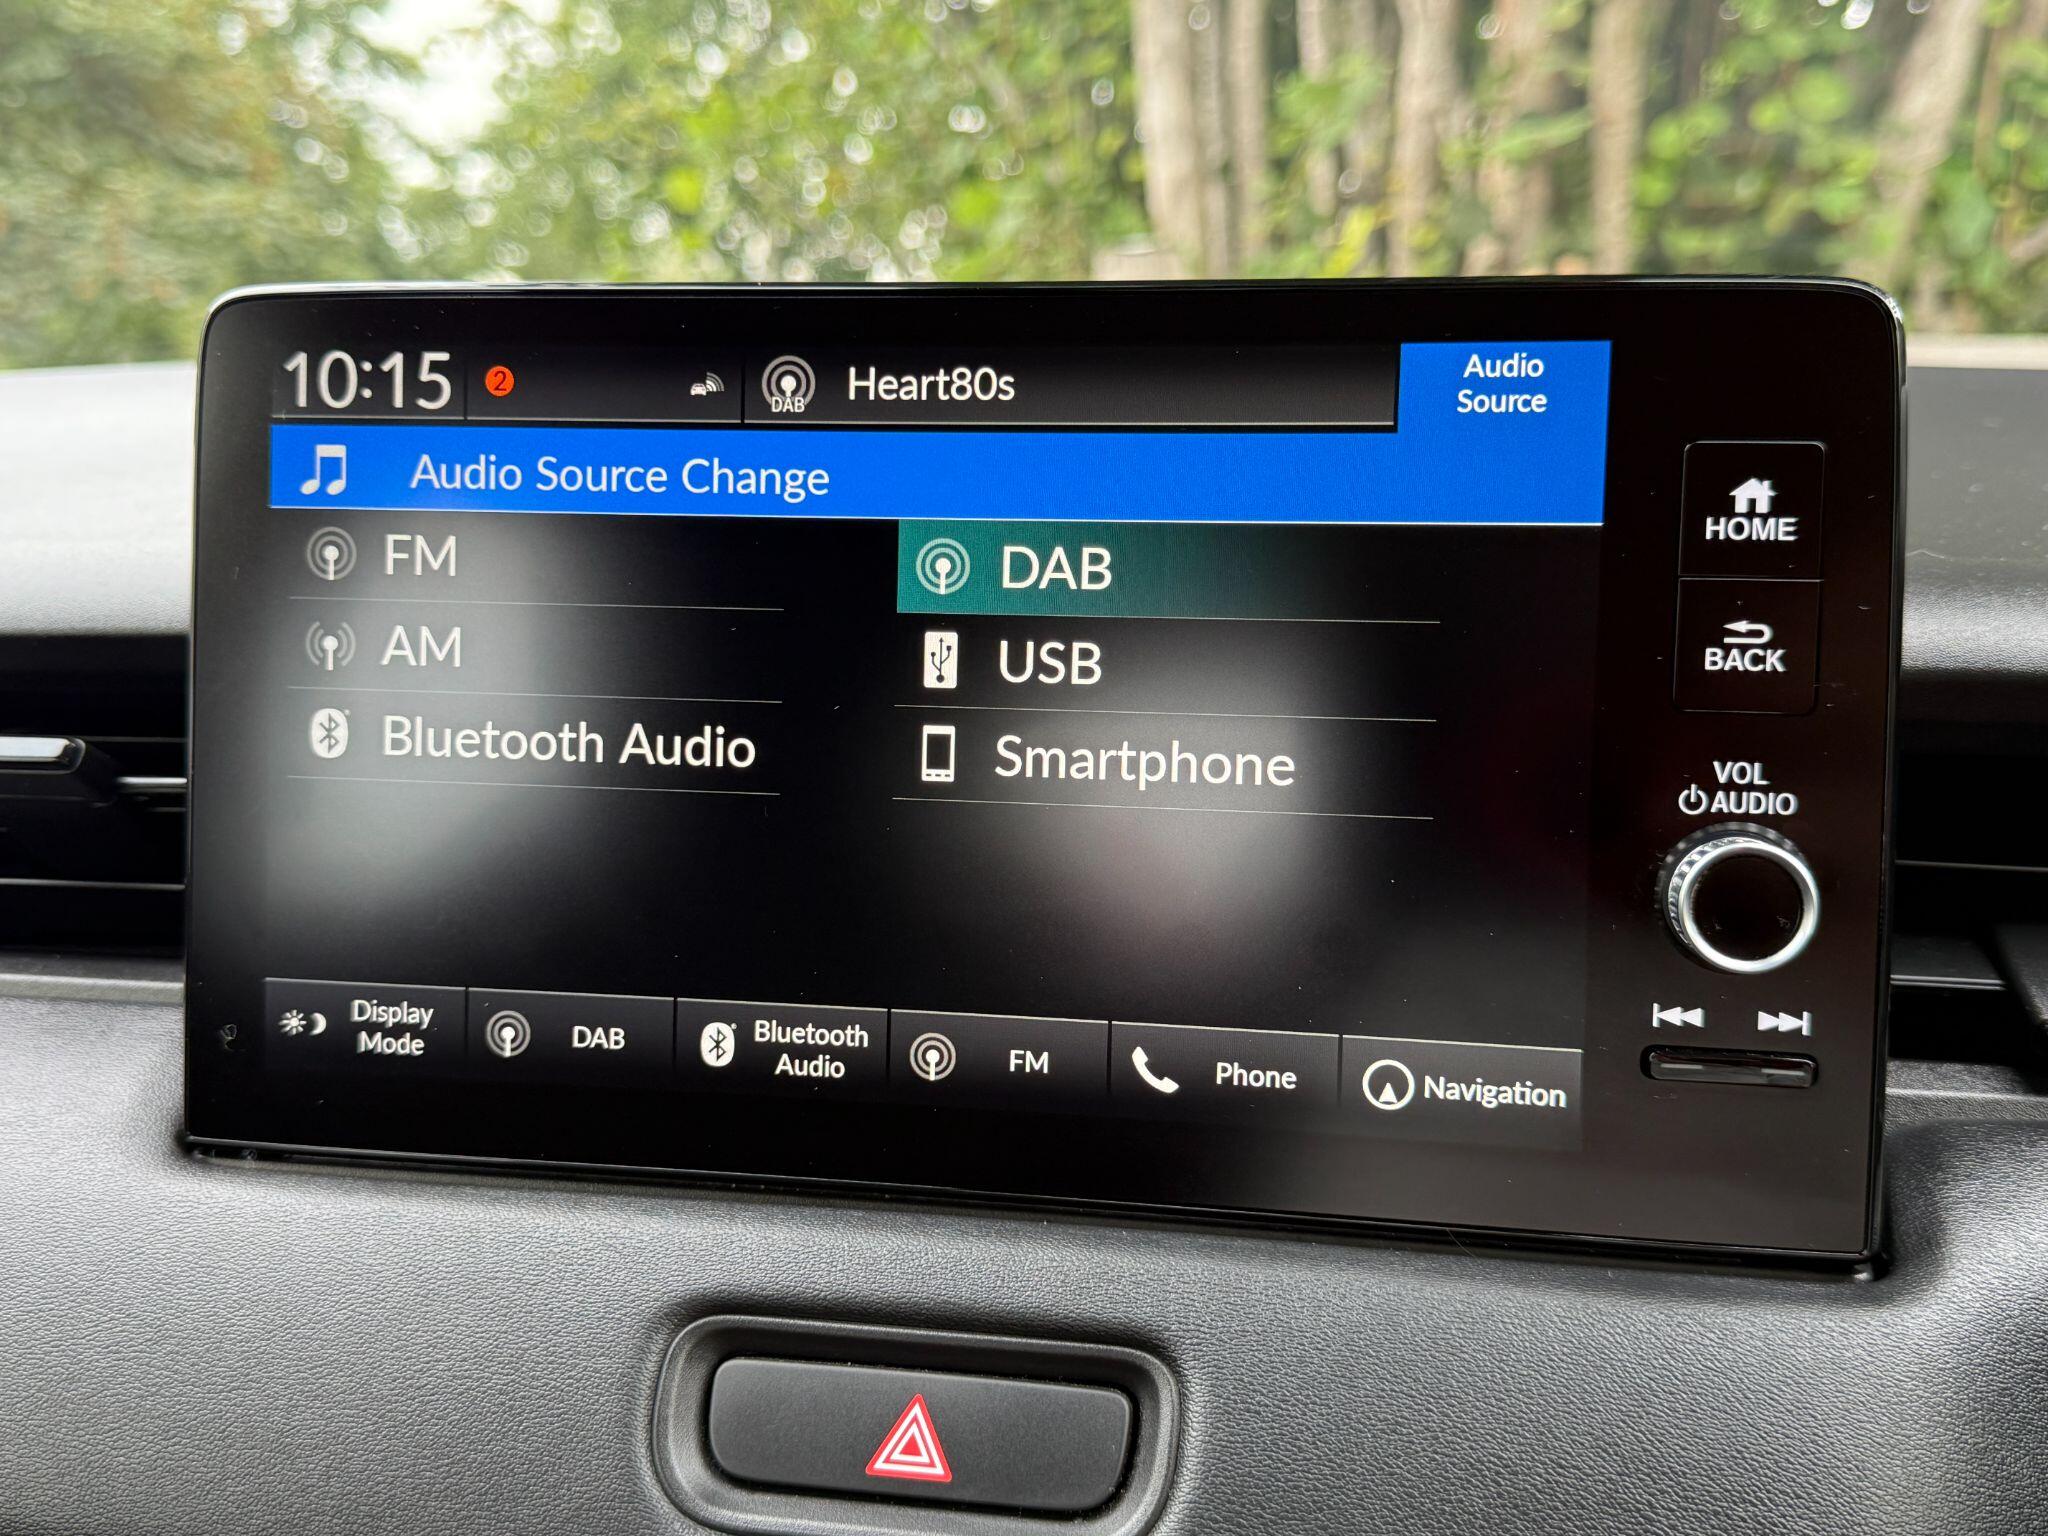 10:15
2
DAB
Heart80s
Audio
Source
Audio Source Change
FM
DAB
AM
USB
Bluetooth Audio
Smartphone
HOME
BACK
VOL
AUDIO
Display
Mode
DAB
Bluetooth
Audio
FM
Phone
Navigation